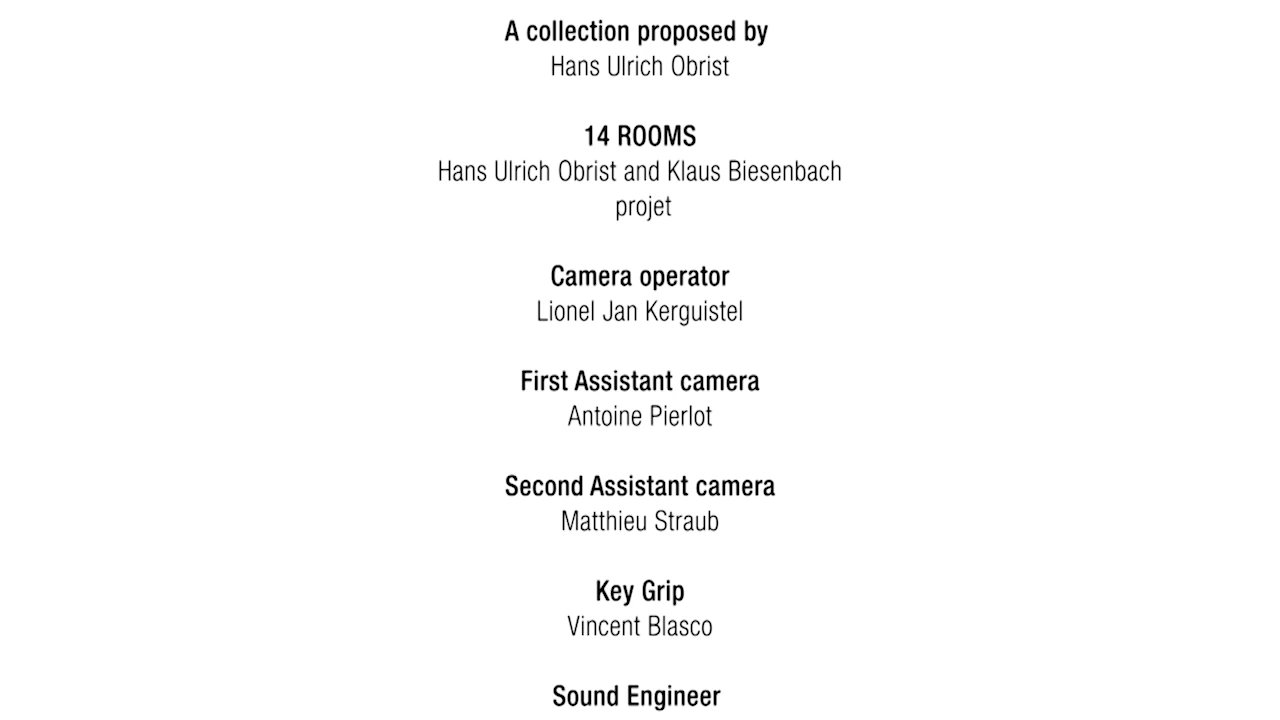 A collection proposed by
Hans Ulrich Obrist
14 ROOMS
Hans Ulrich Obrist and Klaus Biesenbach
projet
Camera operator
Lionel Jan Kerguistel
First Assistant camera
Antoine Pierlot
Second Assistant camera
Matthieu Straub
Key Grip
Vincent Blasco
Sound Engineer